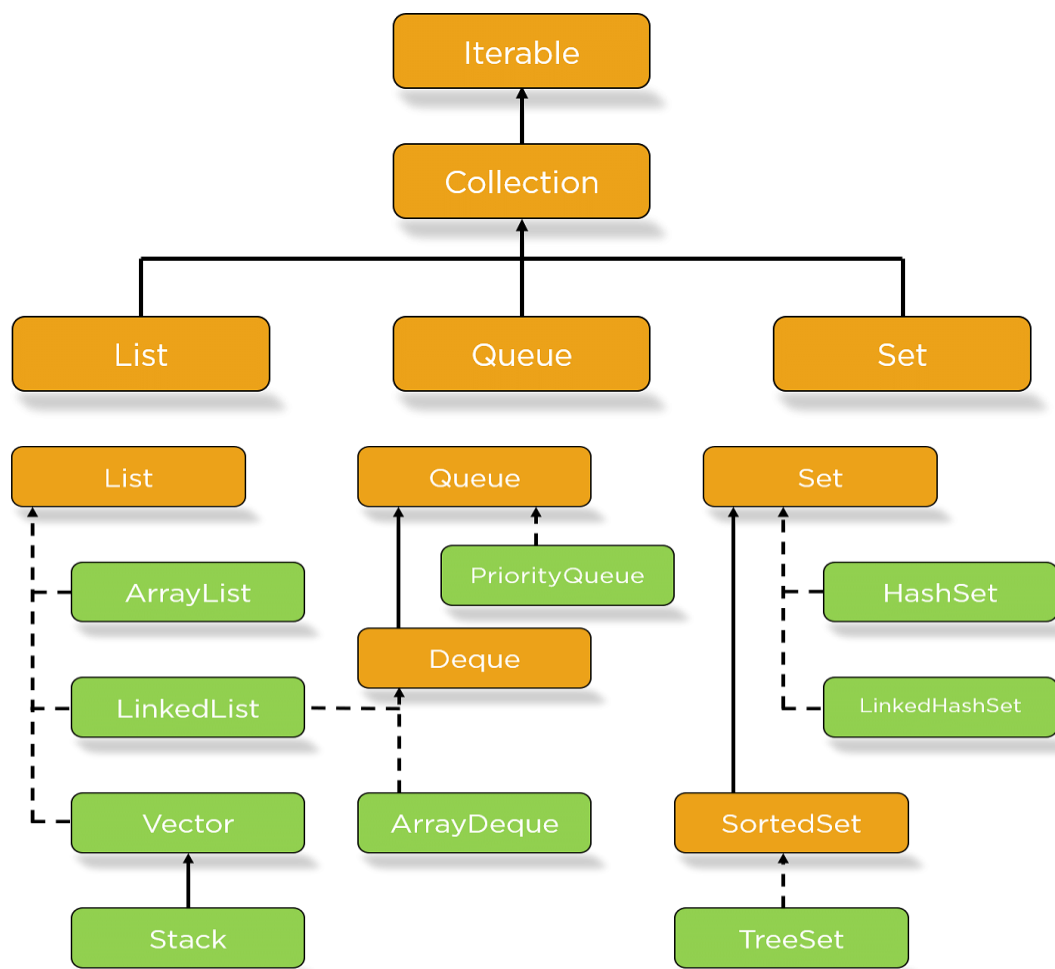 Iterable
Collection
List
Queue
Set
List
Queue
Set
ArrayList
PriorityQueue
HashSet
Deque
LinkedList
LinkedHashSet
Vector
ArrayDeque
SortedSet
Stack
TreeSet